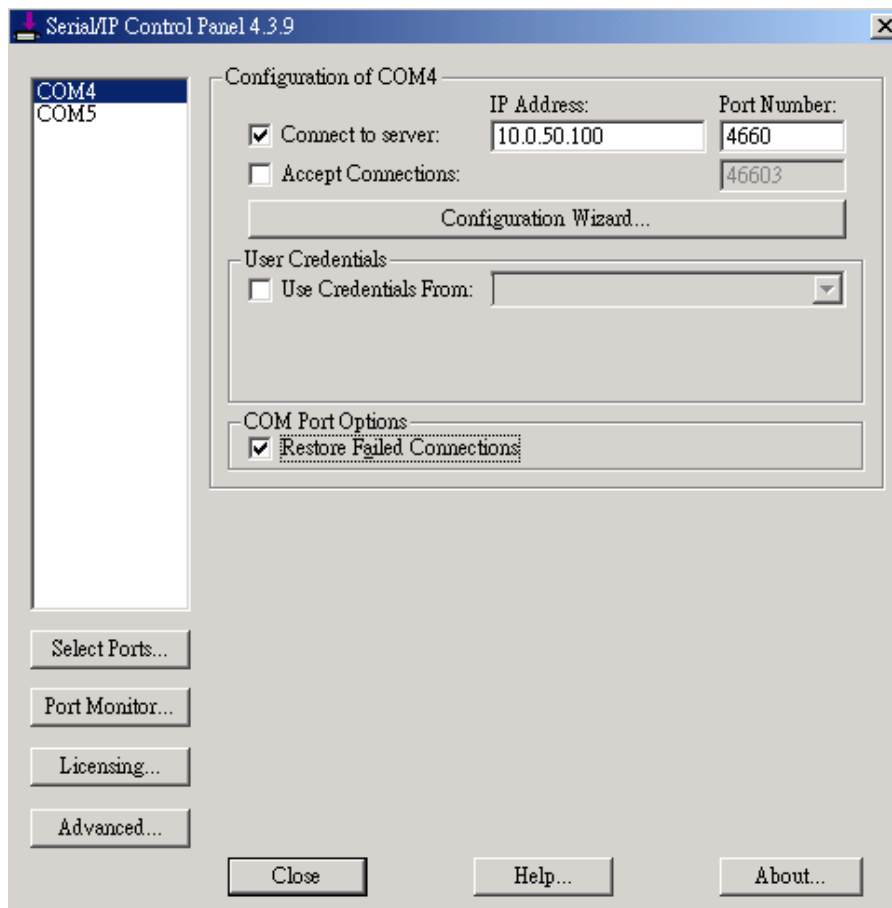 Serial/IP Control Panel 4.3.9
COM4
COM5
Configuration of COM4
IP Address: Port Number:
Connect to server: 10.0.50.100 4660
Accept Connections: 46603
Configuration Wizard...
User Credentials
Use Credentials From:
COM Port Options
Restore Failed Connections
Select Ports...
Port Monitor...
Licensing...
Advanced...
Close Help... About...